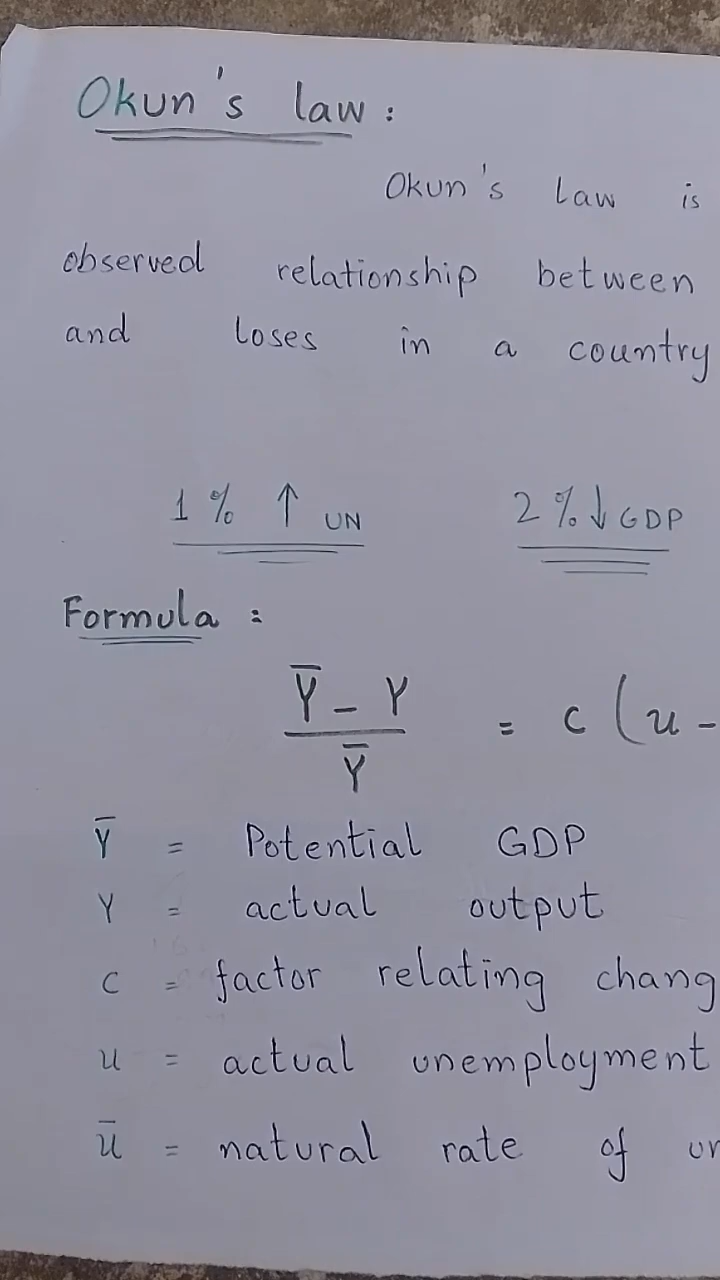 Okun's law :
Okun's law is
observed relationship between
and loses in a country
1 % ↑ UN 2 % ↓ GDP
Formula :
Ȳ - Y
= c (u -
Ȳ
Ȳ = Potential GDP
Y = actual output
c = factor relating chang
u = actual unemployment
ū = natural rate of un